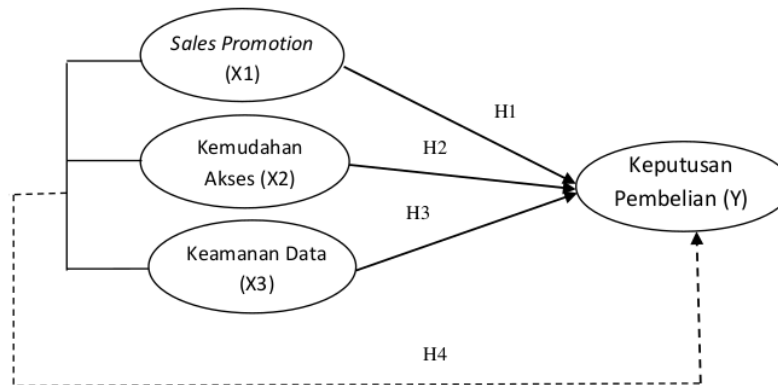 Sales Promotion
(X1)
H1
Kemudahan
Akses (X2)
H2
Keputusan
Pembelian (Y)
H3
Keamanan Data
(X3)
H4